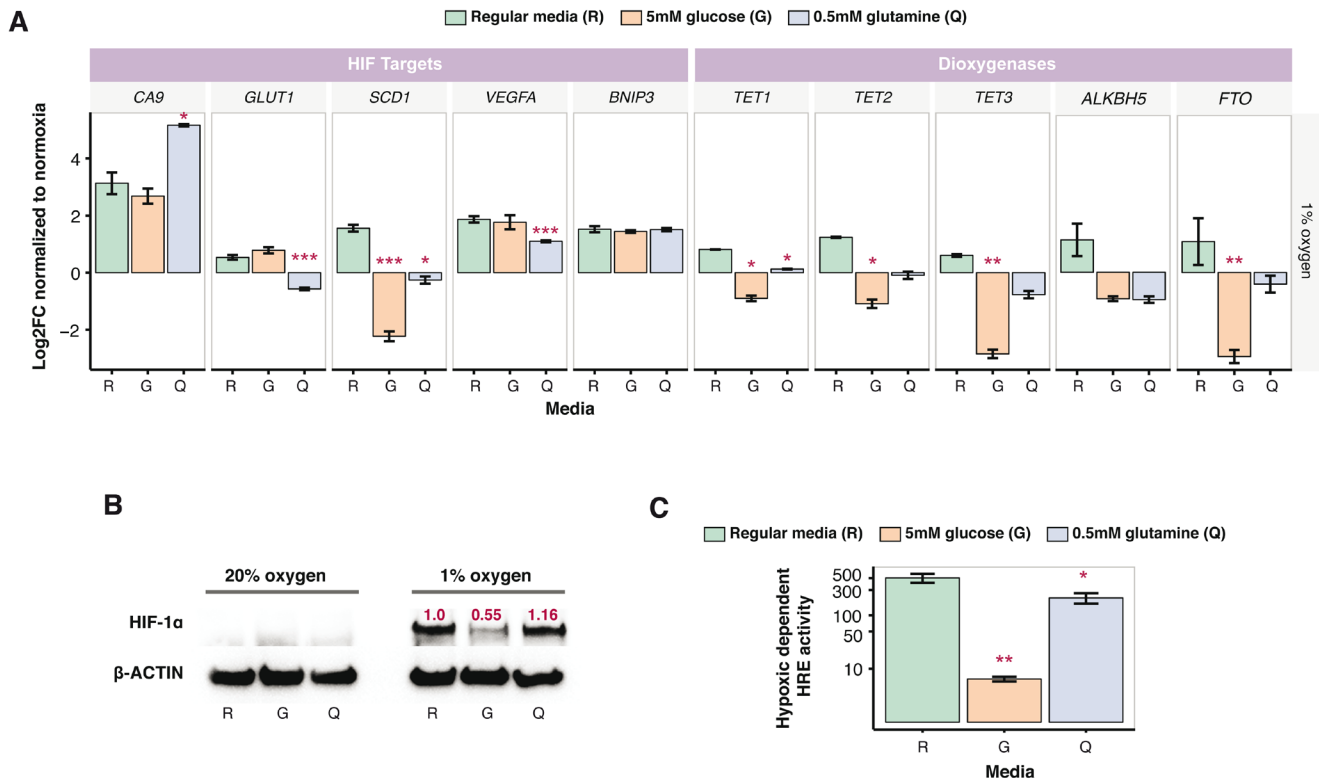 A
Regular media (R) 5mM glucose (G) 0.5mM glutamine (Q)
HIF Targets Dioxygenases
CA9 GLUT1 SCD1 VEGFA BNIP3 TET1 TET2 TET3 ALKBH5 FTO
Log2FC normalized to normoxia
4
2
0
−2
* *** *** * *** * * * ** **
1% oxygen
R G Q R G Q R G Q R G Q R G Q R G Q R G Q R G Q R G Q R G Q
Media
B
20% oxygen 1% oxygen
HIF-1α 1.0 0.55 1.16
β-ACTIN
R G Q R G Q
C
Regular media (R) 5mM glucose (G) 0.5mM glutamine (Q)
Hypoxic dependent
HRE activity
500
300
100
50
10
** *
R G Q
Media